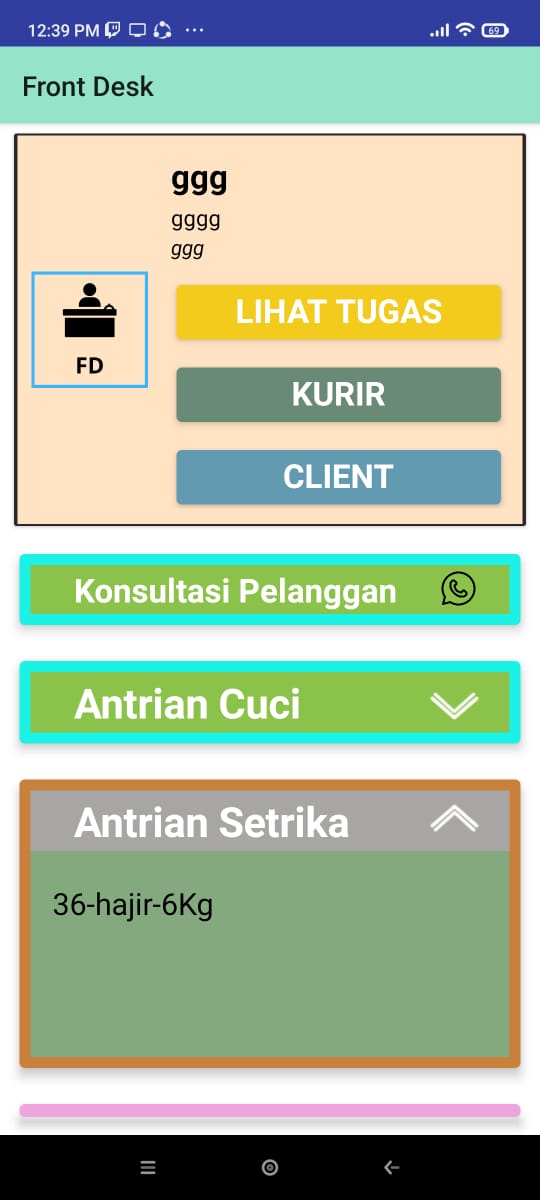 12:39 PM
69
Front Desk
ggg
gggg
ggg
FD
LIHAT TUGAS
KURIR
CLIENT
Konsultasi Pelanggan
Antrian Cuci
Antrian Setrika
36-hajir-6Kg